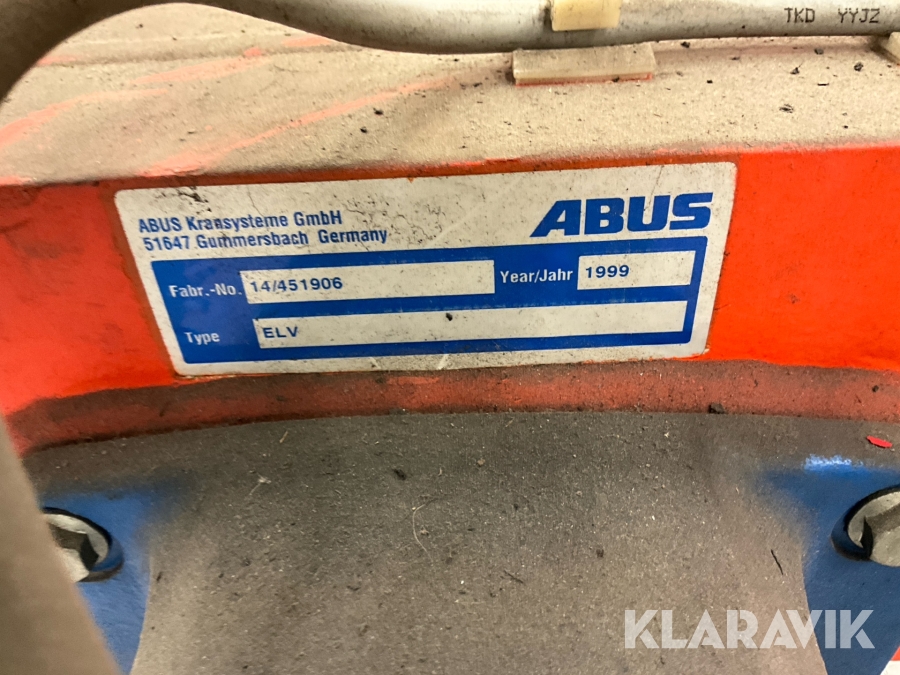 TKD YYJZ
ABUS Kransysteme GmbH
51647 Gummersbach Germany
ABUS
Fabr.-No. 14/451906 Year/Jahr 1999
Type ELV
KLARAVIK